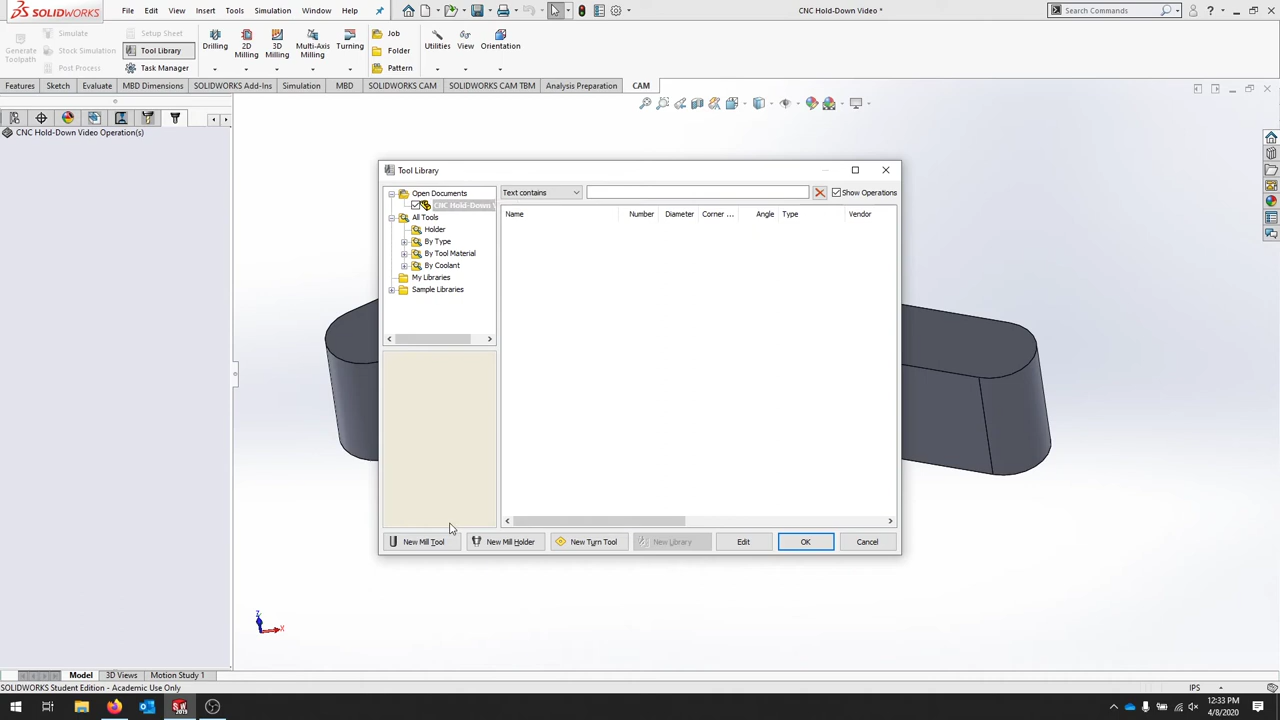 SOLIDWORKS
File Edit View Insert Tools Simulation Window
CNC Hold-Down Video *
Search Commands
Generate Toolpath
Simulate
Stock Simulation
Post Process
Setup Sheet
Tool Library
Task Manager
Drilling
2D Milling
3D Milling
Multi-Axis Milling
Turning
Job
Folder
Pattern
Utilities
View
Orientation
Features Sketch Evaluate MBD Dimensions SOLIDWORKS Add-Ins Simulation MBD SOLIDWORKS CAM SOLIDWORKS CAM TBM Analysis Preparation CAM
CNC Hold-Down Video Operation(s)
Tool Library
Open Documents
CNC Hold-Down V
All Tools
Holder
By Type
By Tool Material
By Coolant
My Libraries
Sample Libraries
Text contains
Show Operations
Name Number Diameter Corner ... Angle Type Vendor
New Mill Tool New Mill Holder New Turn Tool New Library Edit OK Cancel
Z
X
Model 3D Views Motion Study 1
SOLIDWORKS Student Edition - Academic Use Only
IPS
12:33 PM
4/8/2020